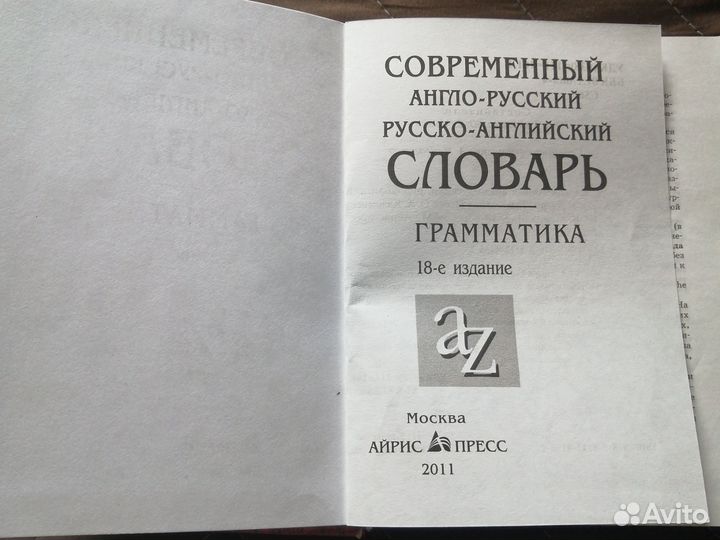 СОВРЕМЕННЫЙ
АНГЛО-РУССКИЙ
РУССКО-АНГЛИЙСКИЙ
СЛОВАРЬ
ГРАММАТИКА
18-е издание
az
Москва
АЙРИС ПРЕСС
2011
Avito